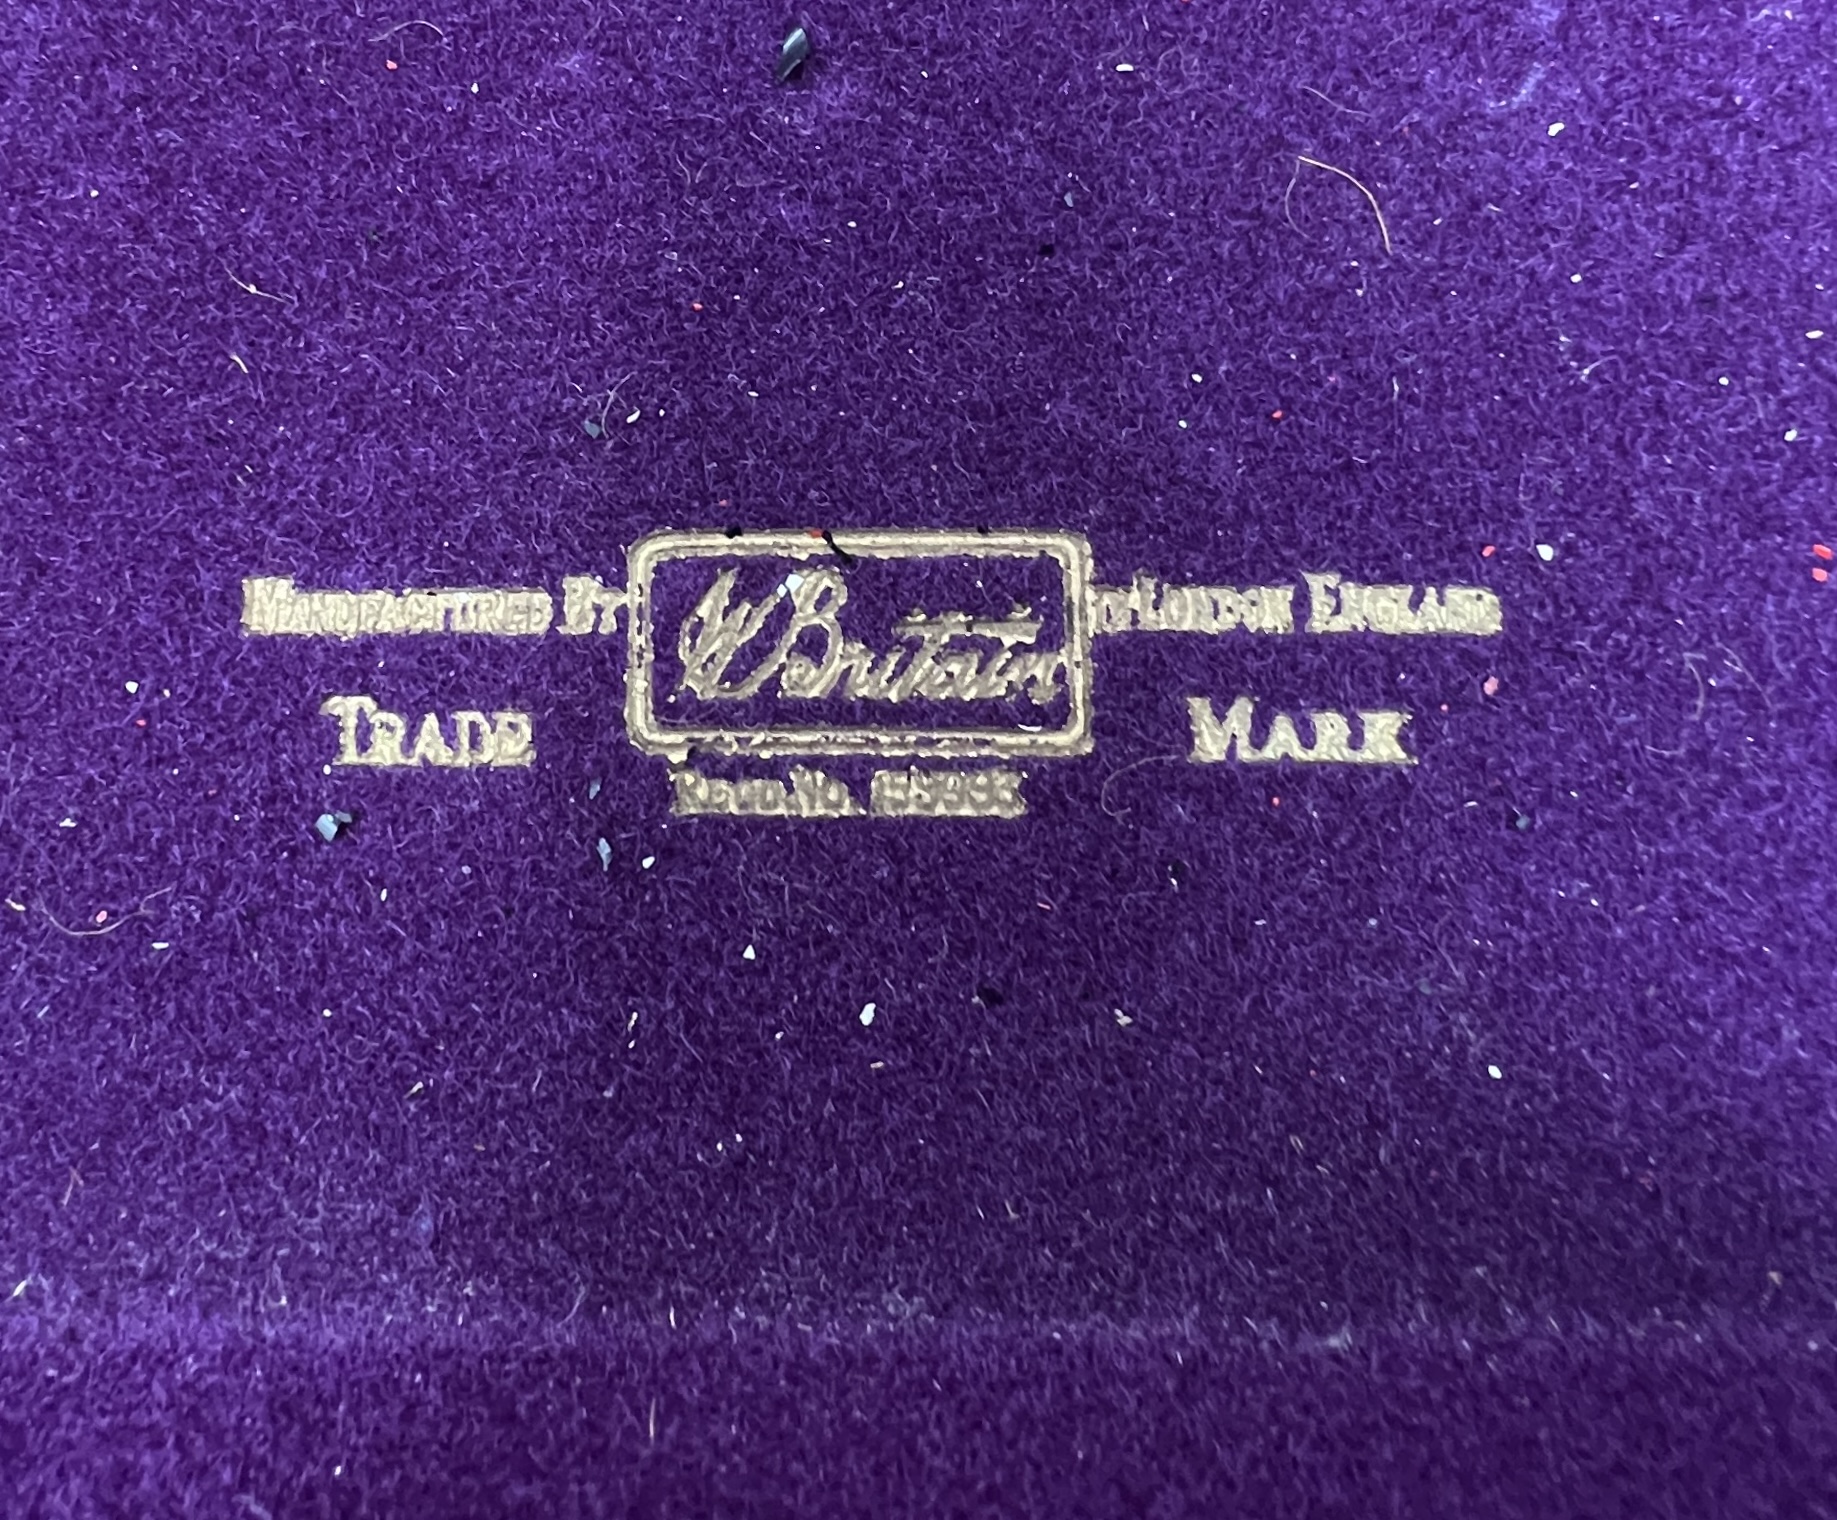 MANUFACTURED BY W Britain LONDON ENGLAND
TRADE MARK
REGD. No.